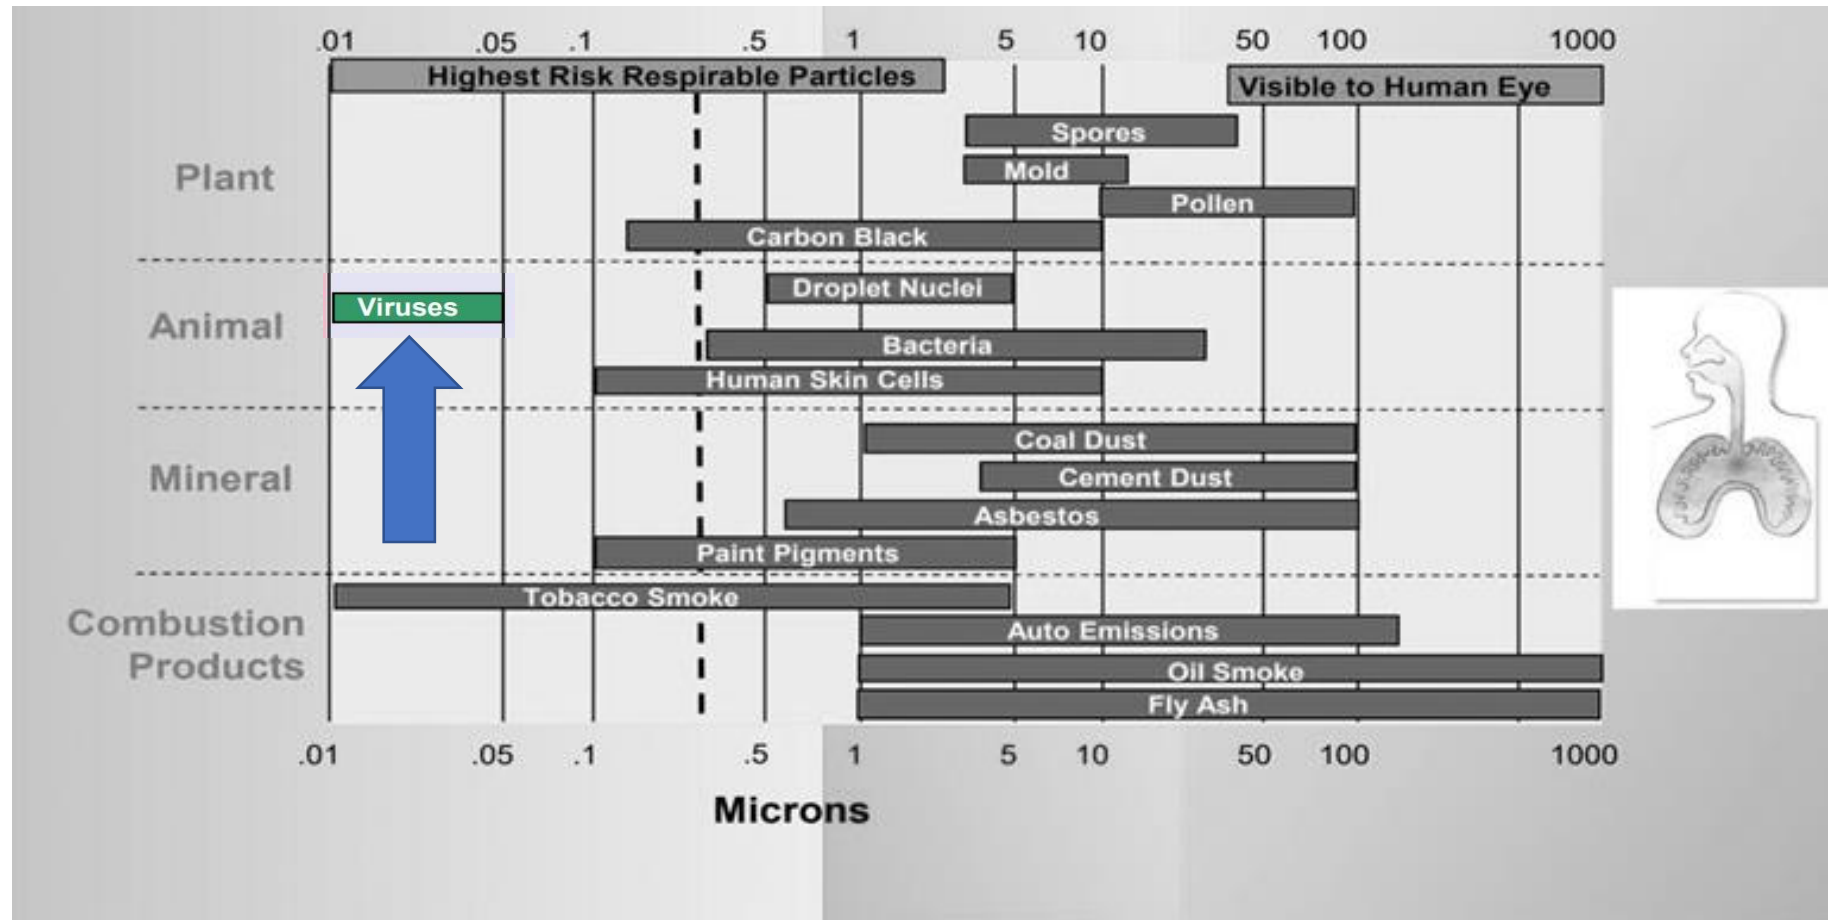 .01 .05 .1 .5 1 5 10 50 100 1000
Highest Risk Respirable Particles
Visible to Human Eye
Plant
Spores
Mold
Pollen
Carbon Black
Animal
Viruses
Droplet Nuclei
Bacteria
Human Skin Cells
Mineral
Coal Dust
Cement Dust
Asbestos
Paint Pigments
Combustion
Products
Tobacco Smoke
Auto Emissions
Oil Smoke
Fly Ash
.01 .05 .1 .5 1 5 10 50 100 1000
Microns